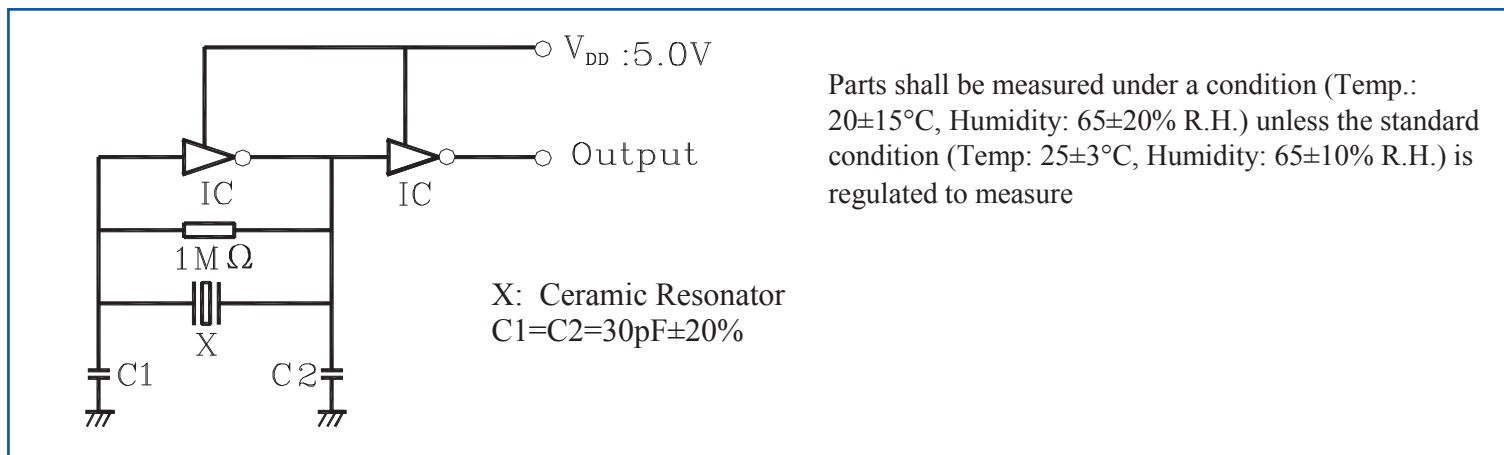 V_DD :5.0V
Output
IC
IC
1MΩ
X
C1
C2
X: Ceramic Resonator
C1=C2=30pF±20%
Parts shall be measured under a condition (Temp.:
20±15°C, Humidity: 65±20% R.H.) unless the standard
condition (Temp: 25±3°C, Humidity: 65±10% R.H.) is
regulated to measure